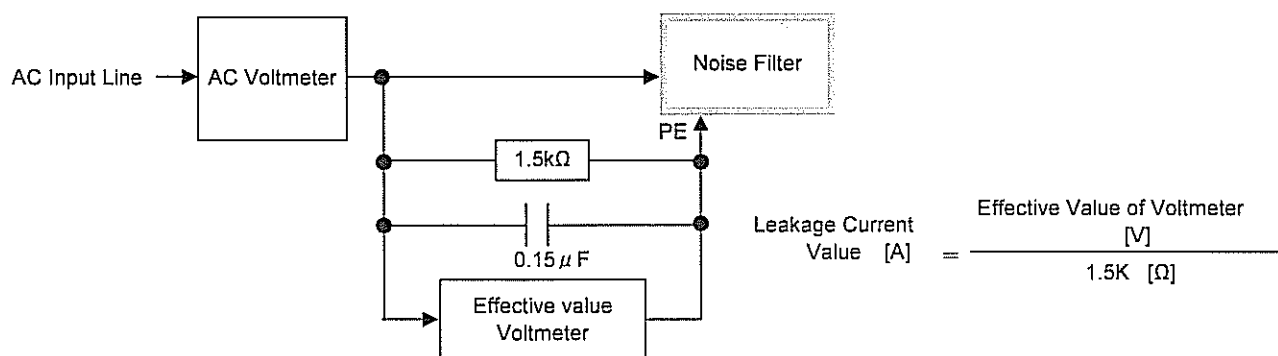 AC Input Line
AC Voltmeter
Noise Filter
PE
1.5kΩ
0.15μF
Effective value
Voltmeter
Leakage Current
Value [A]
=
Effective Value of Voltmeter
[V]
1.5K [Ω]